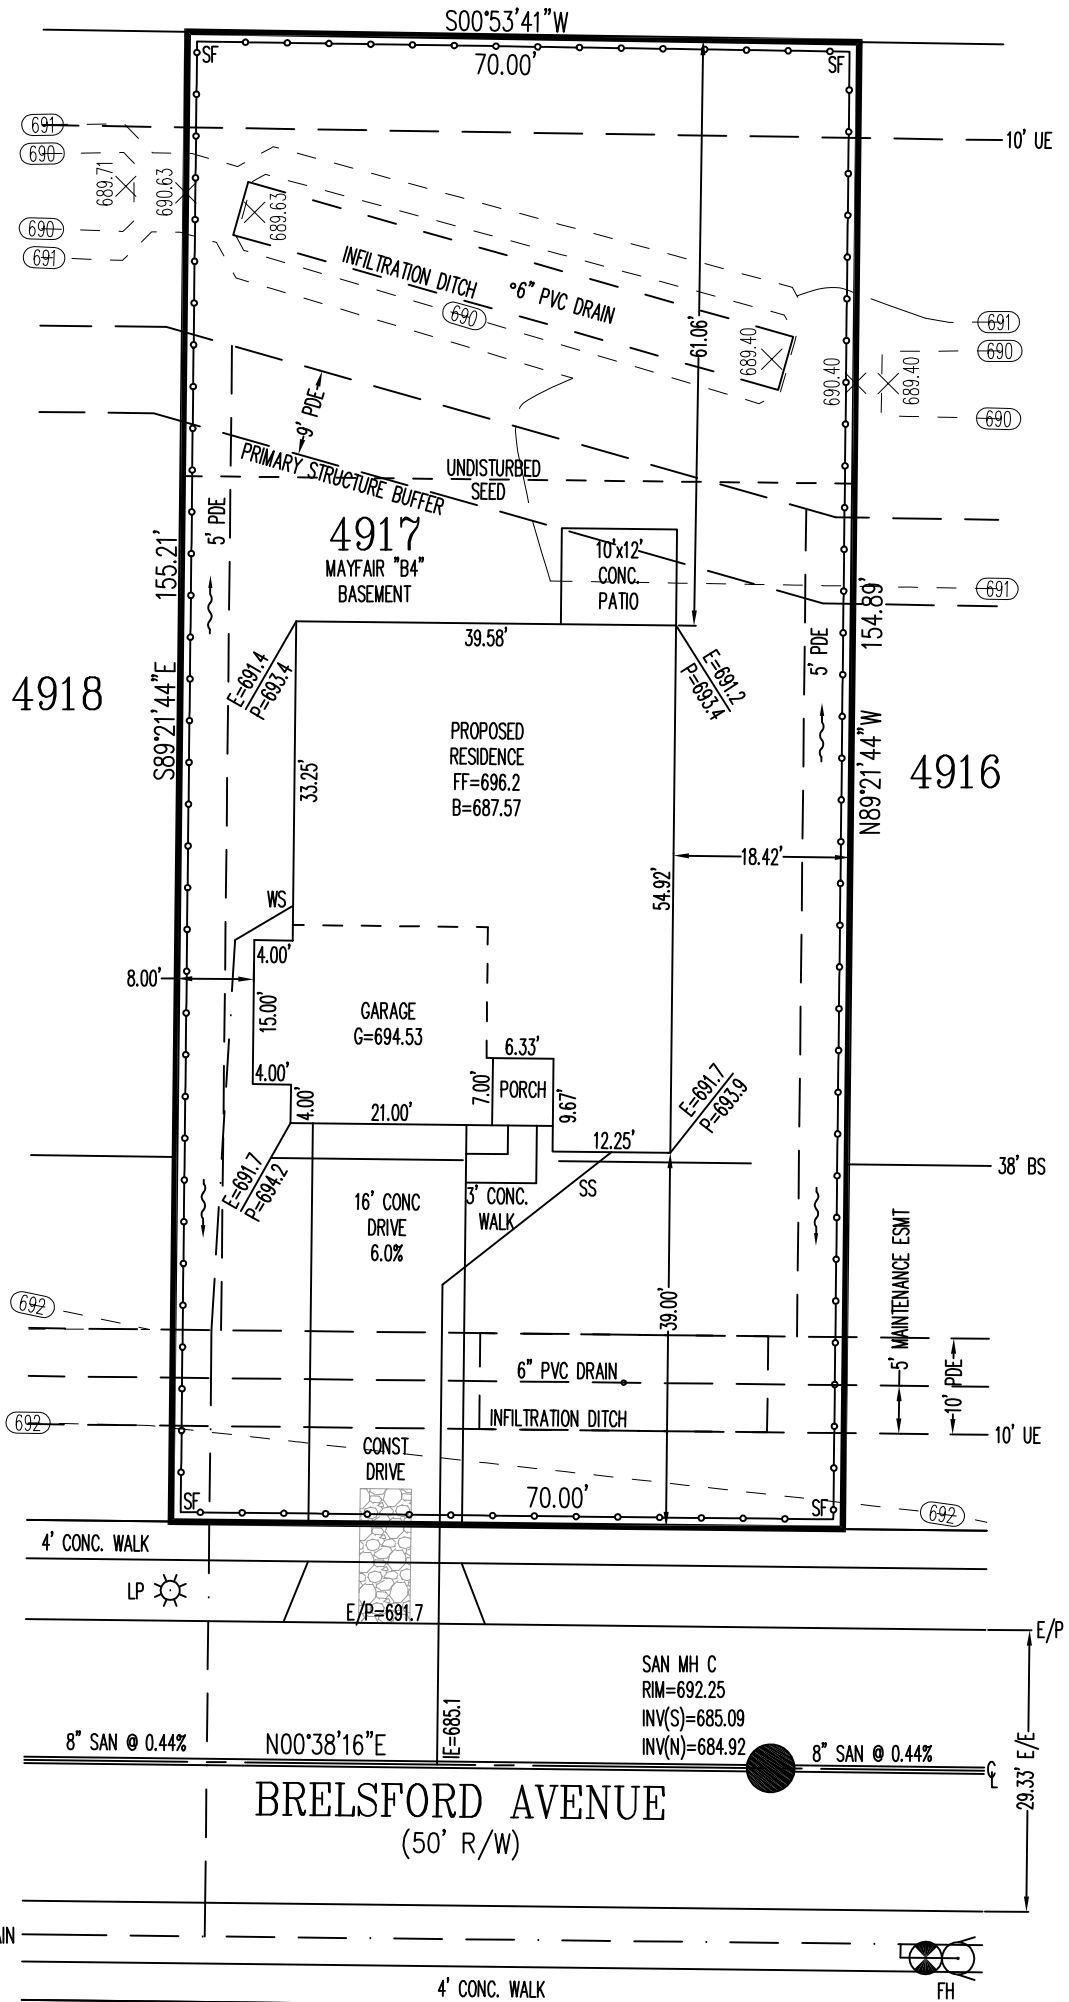 S00°53'41"W
70.00'
SF
SF
691
10' UE
690
689.71
690.63
689.63
690
691
INFILTRATION DITCH
°6" PVC DRAIN
690
61.06'
689.40
690.40
689.40
691
690
690
9' PDE
PRIMARY STRUCTURE BUFFER
UNDISTURBED
SEED
5' PDE
4917
MAYFAIR "B4"
BASEMENT
10'x12'
CONC.
PATIO
691
155.21'
S89°21'44"E
154.89'
N89°21'44"W
39.58'
5' PDE
4918
E=691.4
P=693.4
E=691.2
P=693.4
PROPOSED
RESIDENCE
FF=696.2
B=687.57
4916
33.25'
18.42'
54.92'
WS
4.00'
8.00'
15.00'
GARAGE
G=694.53
6.33'
4.00'
4.00'
7.00'
PORCH
9.67'
21.00'
12.25'
E=691.7
P=693.9
E=691.7
P=694.2
38' BS
16' CONC
DRIVE
6.0%
3' CONC.
WALK
SS
39.00'
5' MAINTENANCE ESMT
10' PDE
692
6" PVC DRAIN
692
INFILTRATION DITCH
10' UE
CONST
DRIVE
70.00'
SF
SF
692
4' CONC. WALK
LP
E/P=691.7
E/P
SAN MH C
RIM=692.25
INV(S)=685.09
INV(N)=684.92
IE=685.1
8" SAN @ 0.44%
N00°38'16"E
8" SAN @ 0.44%
CL
29.33' E/E
BRELSFORD AVENUE
(50' R/W)
AIN
4' CONC. WALK
FH